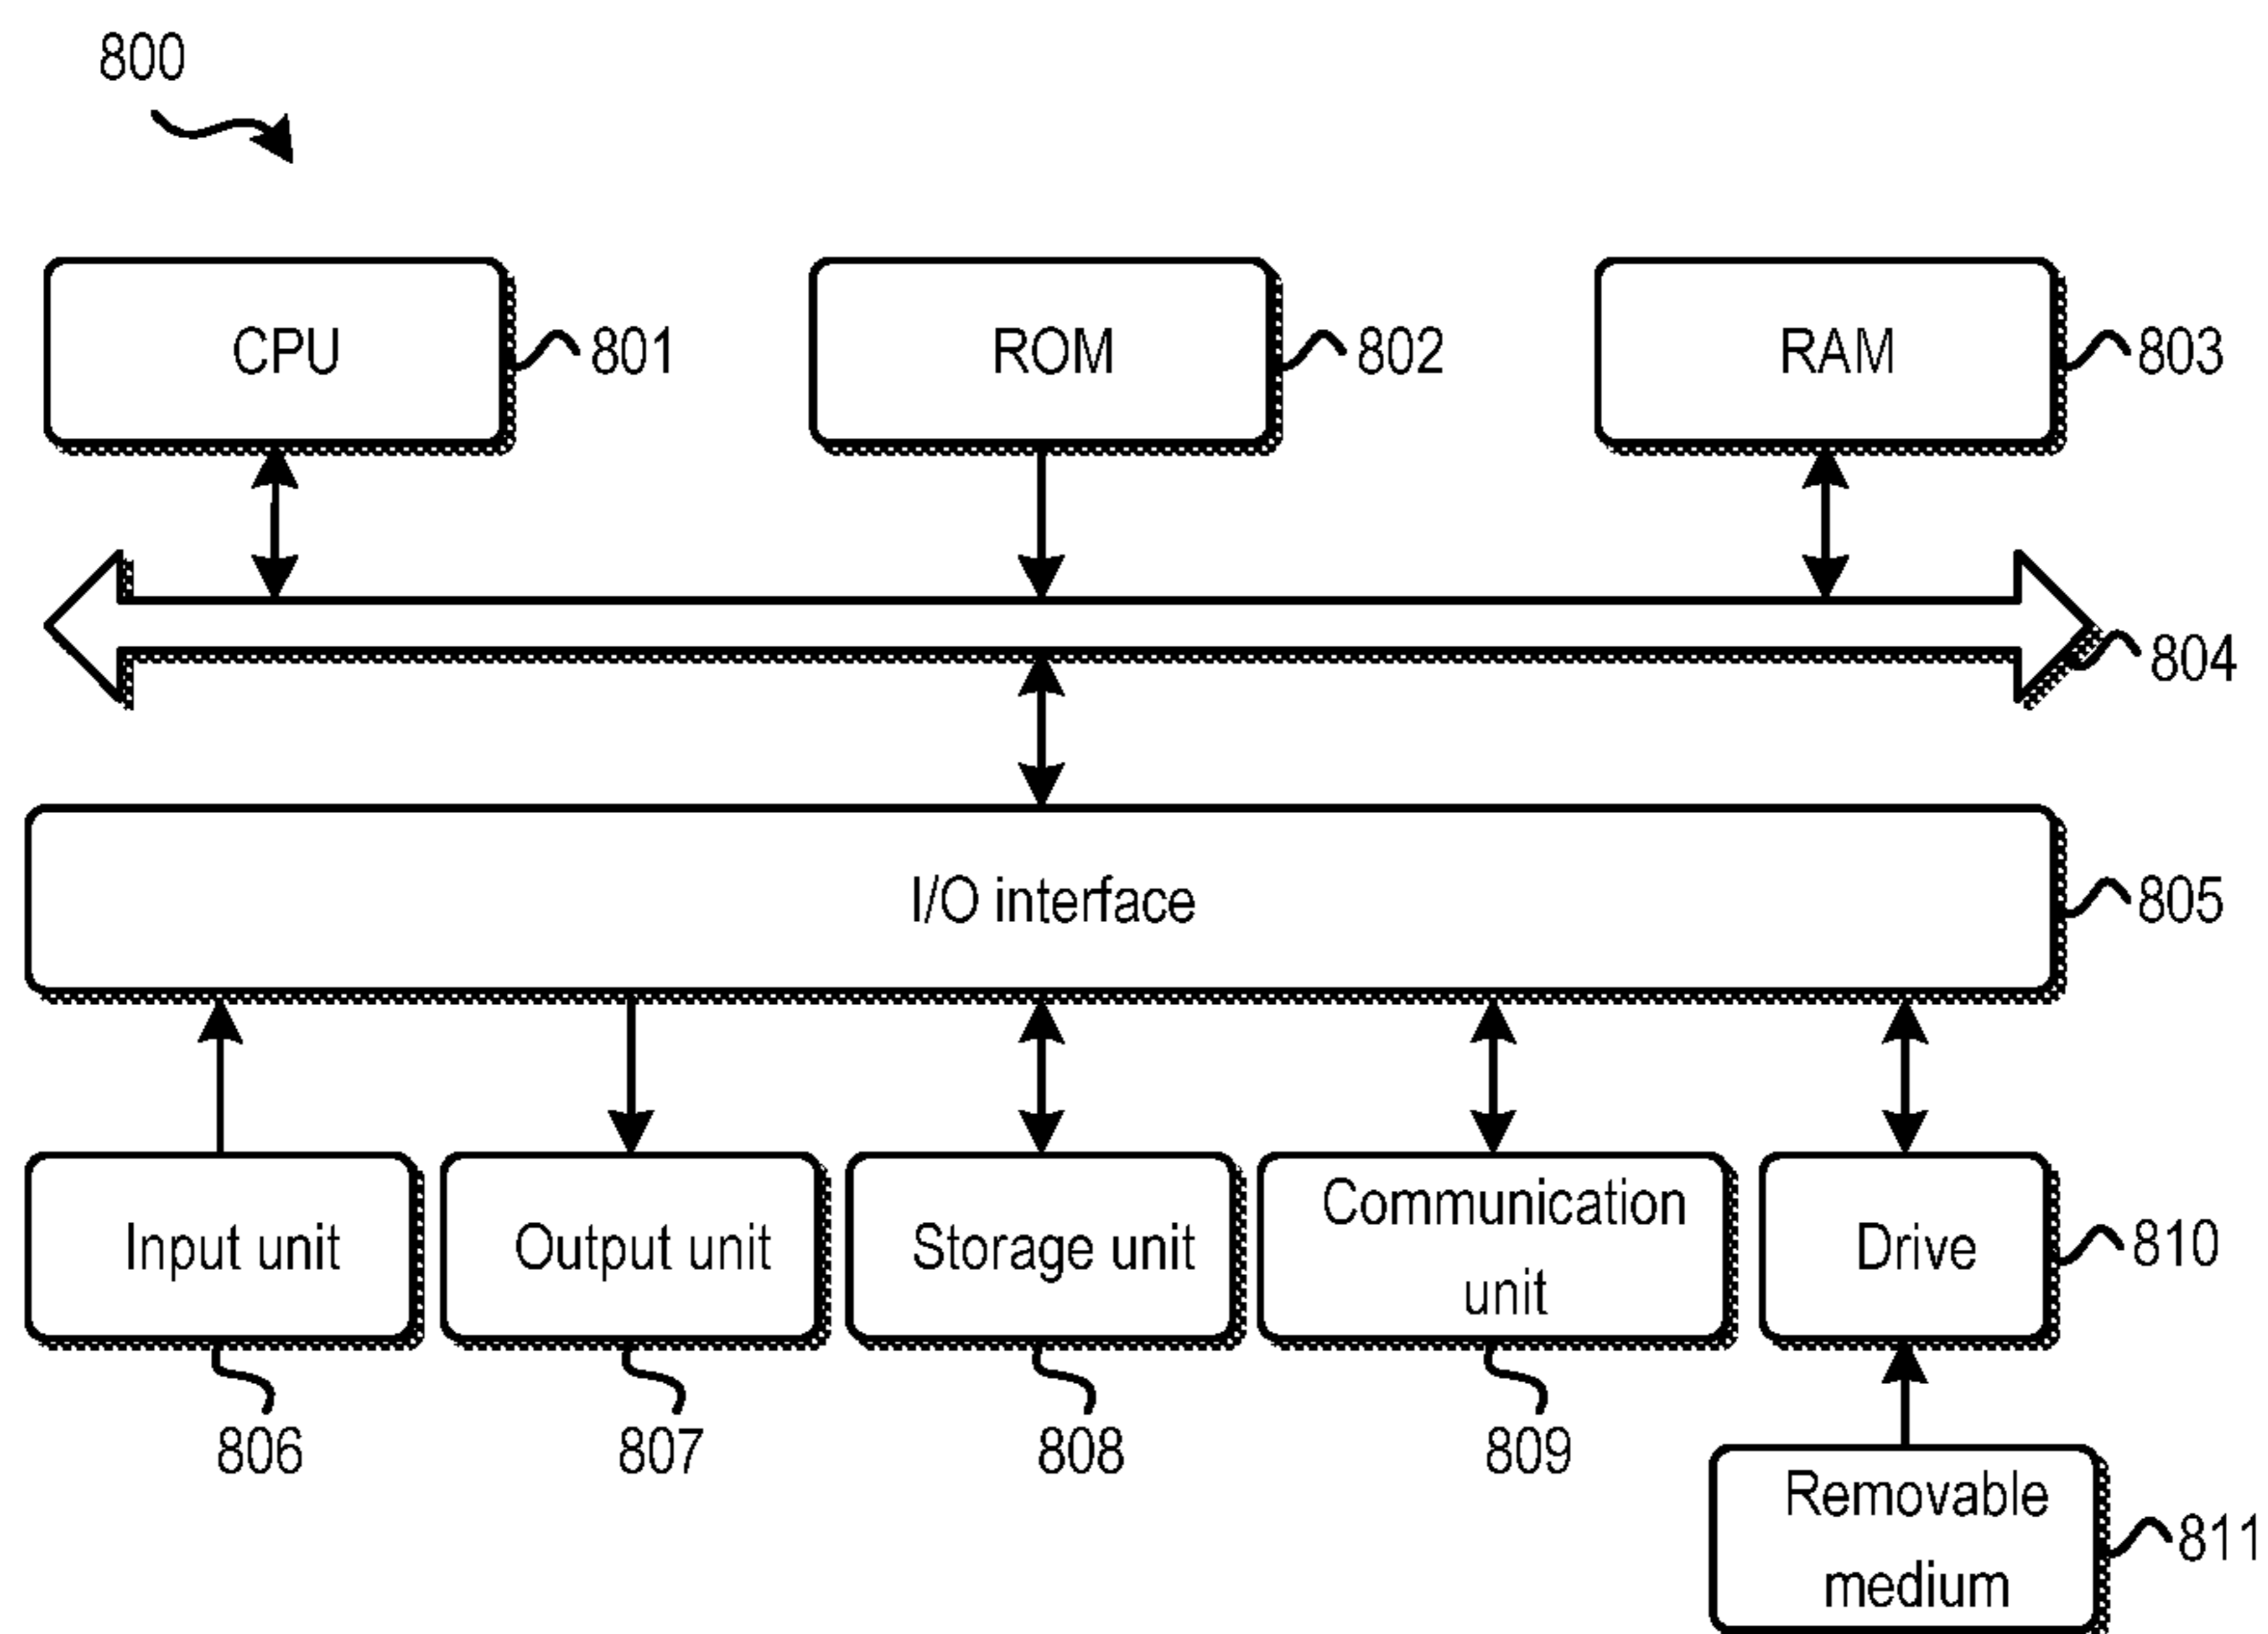 800
CPU
801
ROM
802
RAM
803
804
I/O interface
805
Input unit
Output unit
Storage unit
Communication
unit
Drive
810
806
807
808
809
Removable
medium
811